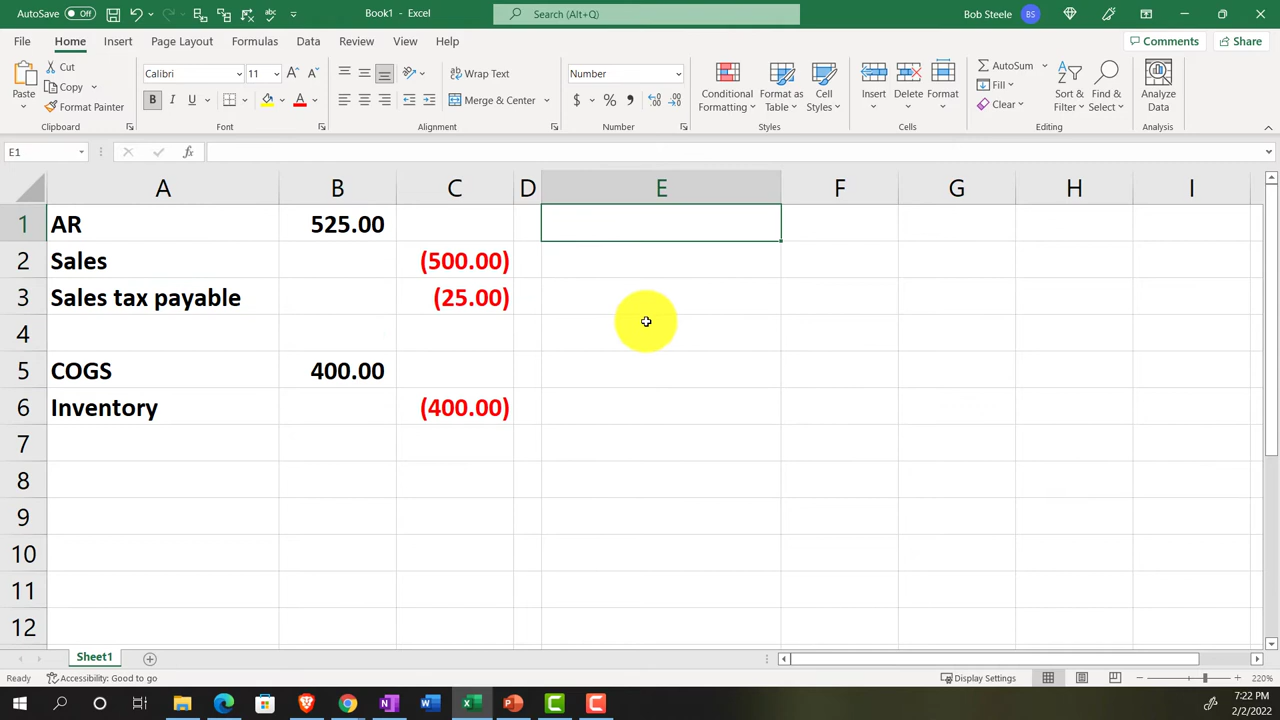 AutoSave Off Book1 - Excel Search (Alt+Q) Bob Steele BS
File Home Insert Page Layout Formulas Data Review View Help Comments Share
Paste Cut Copy Format Painter Clipboard
Calibri 11 B I U A Font
Wrap Text Merge & Center Alignment
Number $ % Number
Conditional Formatting Format as Table Cell Styles Styles
Insert Delete Format Cells
AutoSum Fill Clear Sort & Filter Find & Select Editing
Analyze Data Analysis
E1 fx
A B C D E F G H I
1 AR 525.00
2 Sales (500.00)
3 Sales tax payable (25.00)
4
5 COGS 400.00
6 Inventory (400.00)
7
8
9
10
11
12
Sheet1
Ready Accessibility: Good to go Display Settings 220%
7:22 PM
2/2/2022